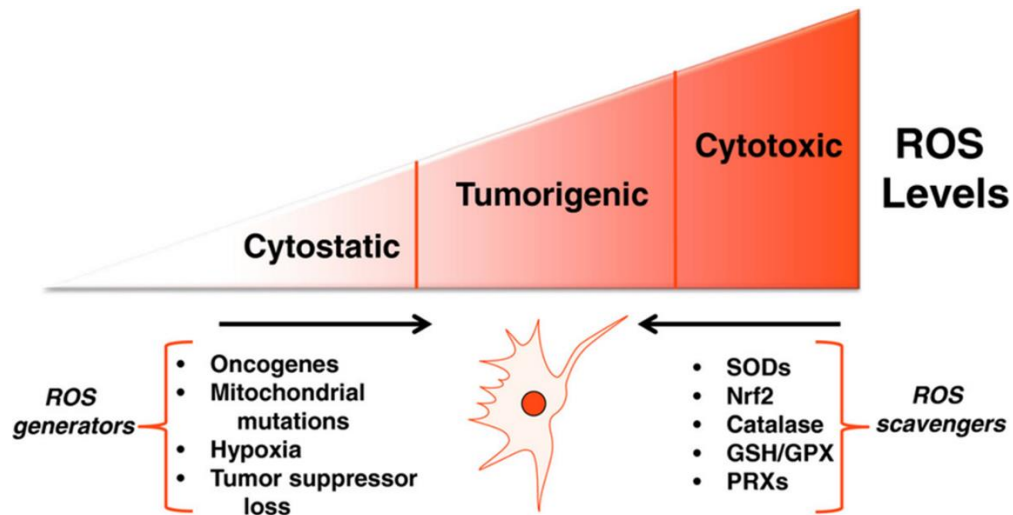 Cytotoxic
Tumorigenic
Cytostatic
ROS
Levels
ROS
generators
• Oncogenes
• Mitochondrial
mutations
• Hypoxia
• Tumor suppressor
loss
• SODs
• Nrf2
• Catalase
• GSH/GPX
• PRXs
ROS
scavengers